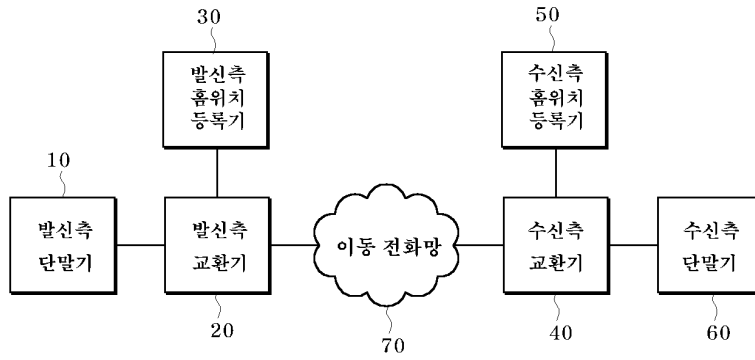 30
발신측
홈위치
등록기
50
수신측
홈위치
등록기
10
발신측
단말기
발신측
교환기
20
이동 전화망
70
수신측
교환기
40
수신측
단말기
60